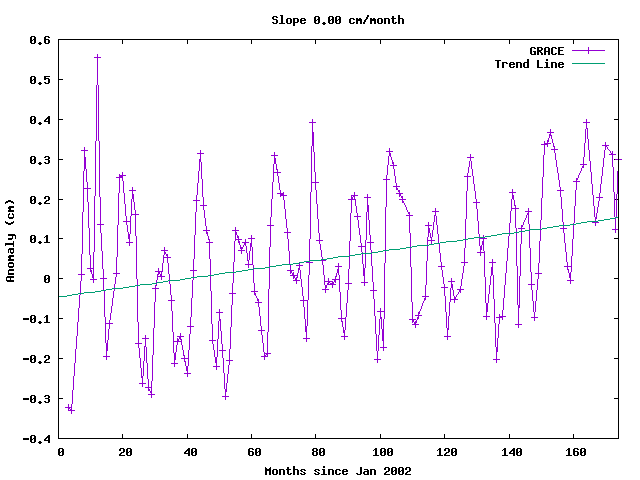 Slope 0.00 cm/month
GRACE
Trend Line
0.6
0.5
0.4
0.3
0.2
0.1
0
-0.1
-0.2
-0.3
-0.4
Anomaly (cm)
0 20 40 60 80 100 120 140 160
Months since Jan 2002